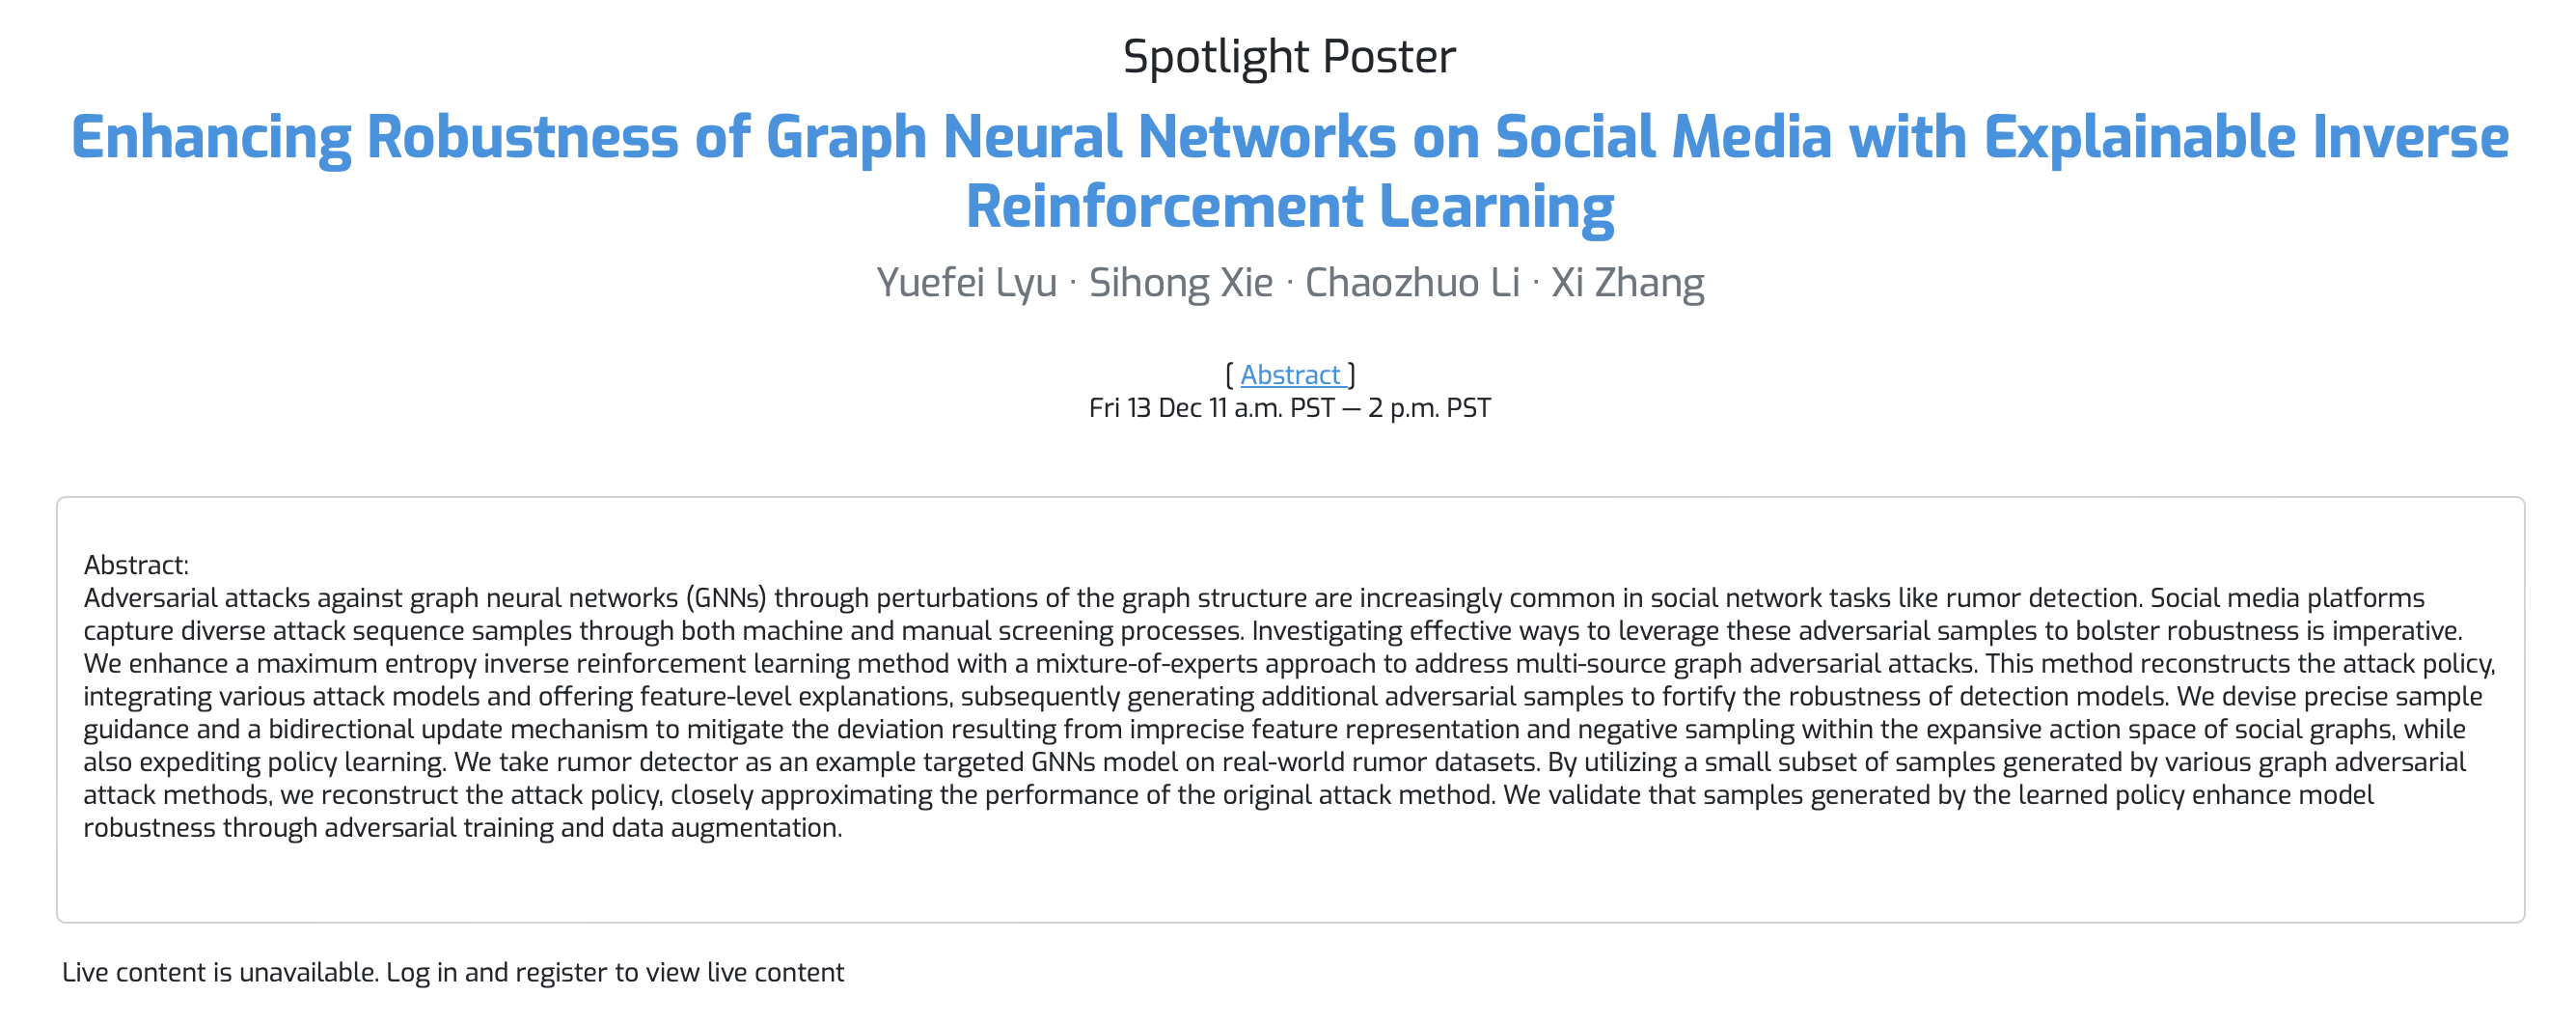 Spotlight Poster
Enhancing Robustness of Graph Neural Networks on Social Media with Explainable Inverse
Reinforcement Learning
Yuefei Lyu · Sihong Xie · Chaozhuo Li · Xi Zhang
[ Abstract ]
Fri 13 Dec 11 a.m. PST — 2 p.m. PST
Abstract:
Adversarial attacks against graph neural networks (GNNs) through perturbations of the graph structure are increasingly common in social network tasks like rumor detection. Social media platforms
capture diverse attack sequence samples through both machine and manual screening processes. Investigating effective ways to leverage these adversarial samples to bolster robustness is imperative.
We enhance a maximum entropy inverse reinforcement learning method with a mixture-of-experts approach to address multi-source graph adversarial attacks. This method reconstructs the attack policy,
integrating various attack models and offering feature-level explanations, subsequently generating additional adversarial samples to fortify the robustness of detection models. We devise precise sample
guidance and a bidirectional update mechanism to mitigate the deviation resulting from imprecise feature representation and negative sampling within the expansive action space of social graphs, while
also expediting policy learning. We take rumor detector as an example targeted GNNs model on real-world rumor datasets. By utilizing a small subset of samples generated by various graph adversarial
attack methods, we reconstruct the attack policy, closely approximating the performance of the original attack method. We validate that samples generated by the learned policy enhance model
robustness through adversarial training and data augmentation.
Live content is unavailable. Log in and register to view live content